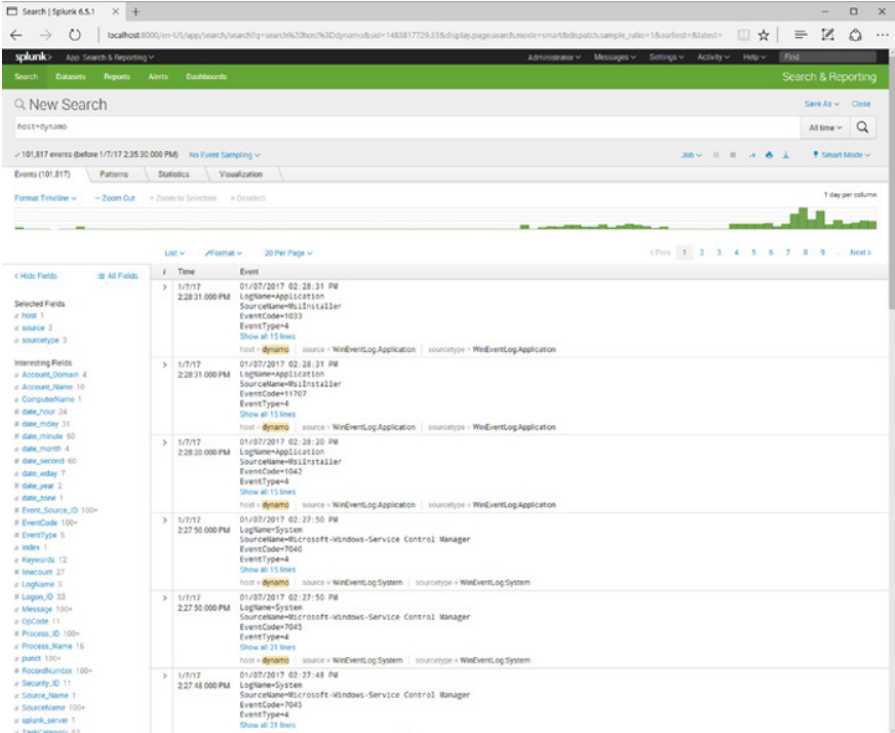 Search | Splunk 6.5.1
localhost:8000/en-US/app/search/search?q=search%20host%3Ddynamo&sid=1483817729.33&display.page.search.mode=smart&dispatch.sample_ratio=1&earliest=&latest=
splunk> App: Search & Reporting Administrator Messages Settings Activity Help Find
Search Datasets Reports Alerts Dashboards Search & Reporting
New Search Save As Close
host=dynamo All time
✓ 101,817 events (before 1/7/17 2:35:30.000 PM) No Event Sampling Job Smart Mode
Events (101,817) Patterns Statistics Visualization
Format Timeline – Zoom Out + Zoom to Selection × Deselect 1 day per column
List Format 20 Per Page < Prev 1 2 3 4 5 6 7 8 9 ... Next >
< Hide Fields All Fields
Selected Fields
a host 1
a source 3
a sourcetype 3
Interesting Fields
a Account_Domain 4
a Account_Name 10
a ComputerName 1
# date_hour 24
# date_mday 31
# date_minute 60
a date_month 4
# date_second 60
a date_wday 7
# date_year 2
a date_zone 1
# Event_Source_ID 100+
# EventCode 100+
# EventType 5
a index 1
a Keywords 12
# linecount 27
a LogName 3
# Logon_ID 33
a Message 100+
a OpCode 11
# Process_ID 100+
a Process_Name 16
a punct 100+
# RecordNumber 100+
a Security_ID 11
a Source_Name 1
a SourceName 100+
a splunk_server 1
a TaskCategory 93
i Time Event
> 1/7/17 01/07/2017 02:28:31 PM
2:28:31.000 PM LogName=Application
SourceName=MsiInstaller
EventCode=1033
EventType=4
Show all 15 lines
host = dynamo source = WinEventLog:Application sourcetype = WinEventLog:Application
> 1/7/17 01/07/2017 02:28:31 PM
2:28:31.000 PM LogName=Application
SourceName=MsiInstaller
EventCode=11707
EventType=4
Show all 15 lines
host = dynamo source = WinEventLog:Application sourcetype = WinEventLog:Application
> 1/7/17 01/07/2017 02:28:20 PM
2:28:20.000 PM LogName=Application
SourceName=MsiInstaller
EventCode=1042
EventType=4
Show all 15 lines
host = dynamo source = WinEventLog:Application sourcetype = WinEventLog:Application
> 1/7/17 01/07/2017 02:27:50 PM
2:27:50.000 PM LogName=System
SourceName=Microsoft-Windows-Service Control Manager
EventCode=7040
EventType=4
Show all 15 lines
host = dynamo source = WinEventLog:System sourcetype = WinEventLog:System
> 1/7/17 01/07/2017 02:27:50 PM
2:27:50.000 PM LogName=System
SourceName=Microsoft-Windows-Service Control Manager
EventCode=7045
EventType=4
Show all 21 lines
host = dynamo source = WinEventLog:System sourcetype = WinEventLog:System
> 1/7/17 01/07/2017 02:27:48 PM
2:27:48.000 PM LogName=System
SourceName=Microsoft-Windows-Service Control Manager
EventCode=7045
EventType=4
Show all 21 lines